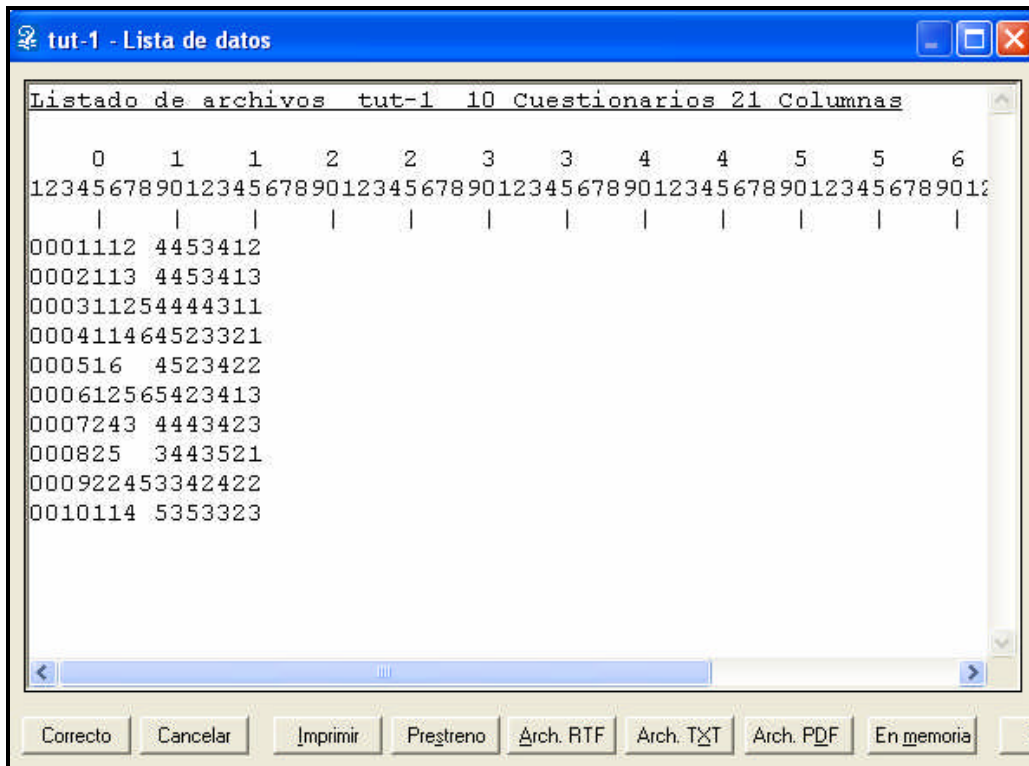 tut-1 - Lista de datos
Listado de archivos  tut-1  10 Cuestionarios 21 Columnas
    0    1    1    2    2    3    3    4    4    5    5    6
1234567890123456789012345678901234567890123456789012345678901
    |    |    |    |    |    |    |    |    |    |    |    |
0001112 4453412
0002113 4453413
000311254444311
000411464523321
000516  4523422
000612565423413
0007243 4443423
000825  3443521
000922453342422
0010114 5353323
Correcto Cancelar Imprimir Prestreno Arch. RTF Arch. TXT Arch. PDF En memoria